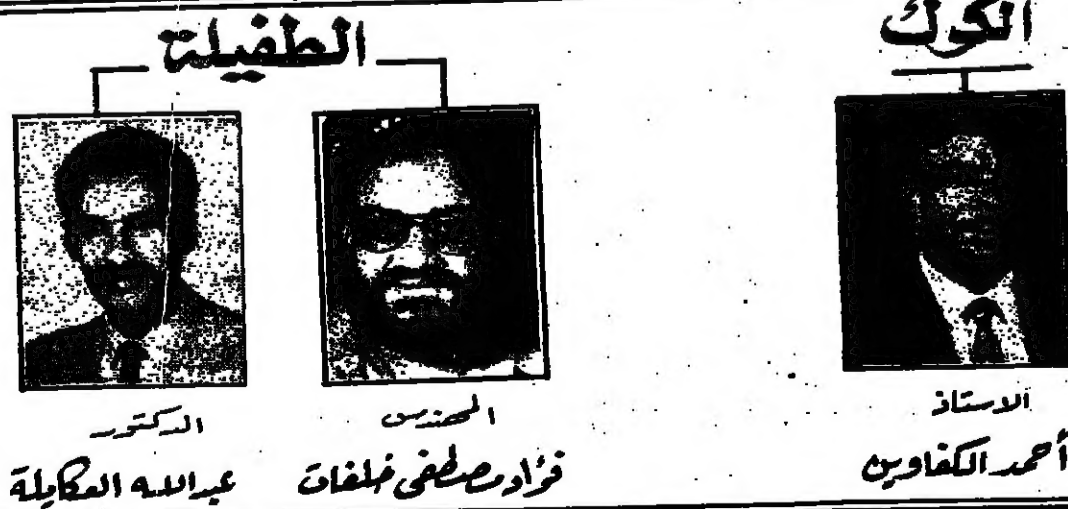 الكرك
الاستاذ
أحمد الكفاوين
الطفيلة
المهندس
فؤاد مصطفى خلفات
الدكتور
عبدالله العكايلة